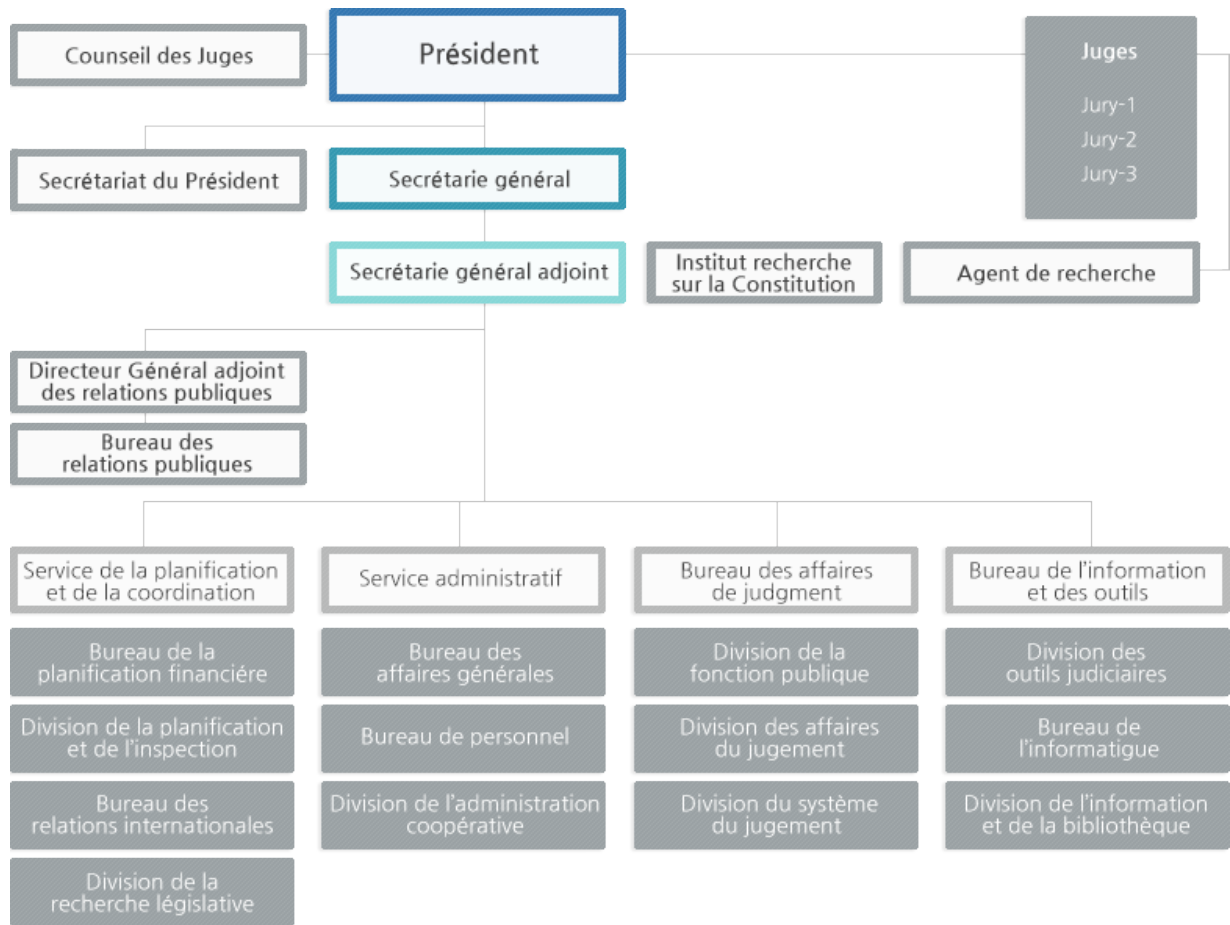 Counseil des Juges
Président
Juges
Jury-1
Jury-2
Jury-3
Secrétariat du Président
Secrétarie général
Secrétarie général adjoint
Institut recherche
sur la Constitution
Agent de recherche
Directeur Général adjoint
des relations publiques
Bureau des
relations publiques
Service de la planification
et de la coordination
Service administratif
Bureau des affaires
de judgment
Bureau de l'information
et des outils
Bureau de la
planification financiére
Bureau des
affaires générales
Division de la
fonction publique
Division des
outils judiciaires
Division de la planification
et de l'inspection
Bureau de personnel
Division des affaires
du jugement
Bureau de
l'informatigue
Bureau des
relations internationales
Division de l'administration
coopérative
Division du système
du jugement
Division de l'information
et de la bibliothèque
Division de la
recherche législative